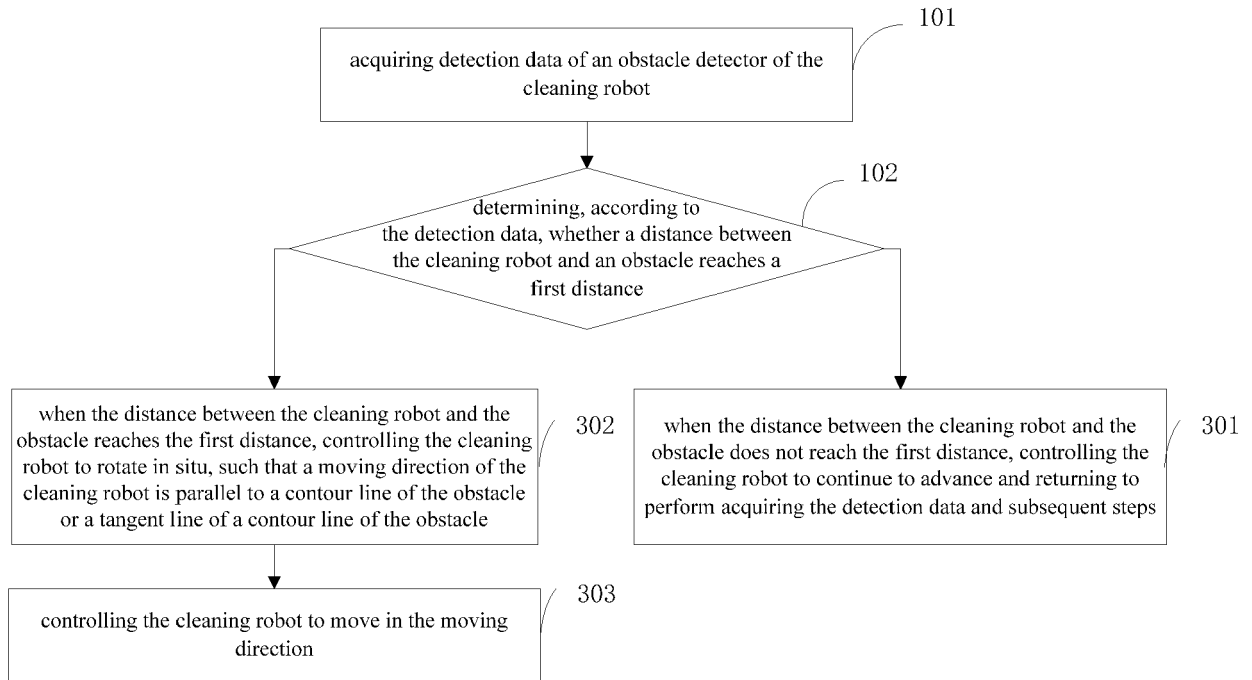 101
acquiring detection data of an obstacle detector of the
cleaning robot
102
determining, according to
the detection data, whether a distance between
the cleaning robot and an obstacle reaches a
first distance
when the distance between the cleaning robot and the
obstacle reaches the first distance, controlling the cleaning
robot to rotate in situ, such that a moving direction of the
cleaning robot is parallel to a contour line of the obstacle
or a tangent line of a contour line of the obstacle
302
when the distance between the cleaning robot and the
obstacle does not reach the first distance, controlling the
cleaning robot to continue to advance and returning to
perform acquiring the detection data and subsequent steps
301
controlling the cleaning robot to move in the moving
direction
303